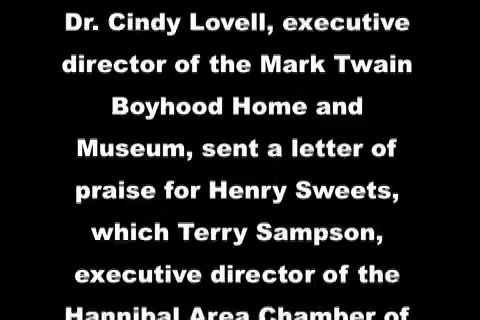 Dr. Cindy Lovell, executive
director of the Mark Twain
Boyhood Home and
Museum, sent a letter of
praise for Henry Sweets,
which Terry Sampson,
executive director of the
Hannibal Area Chamber of